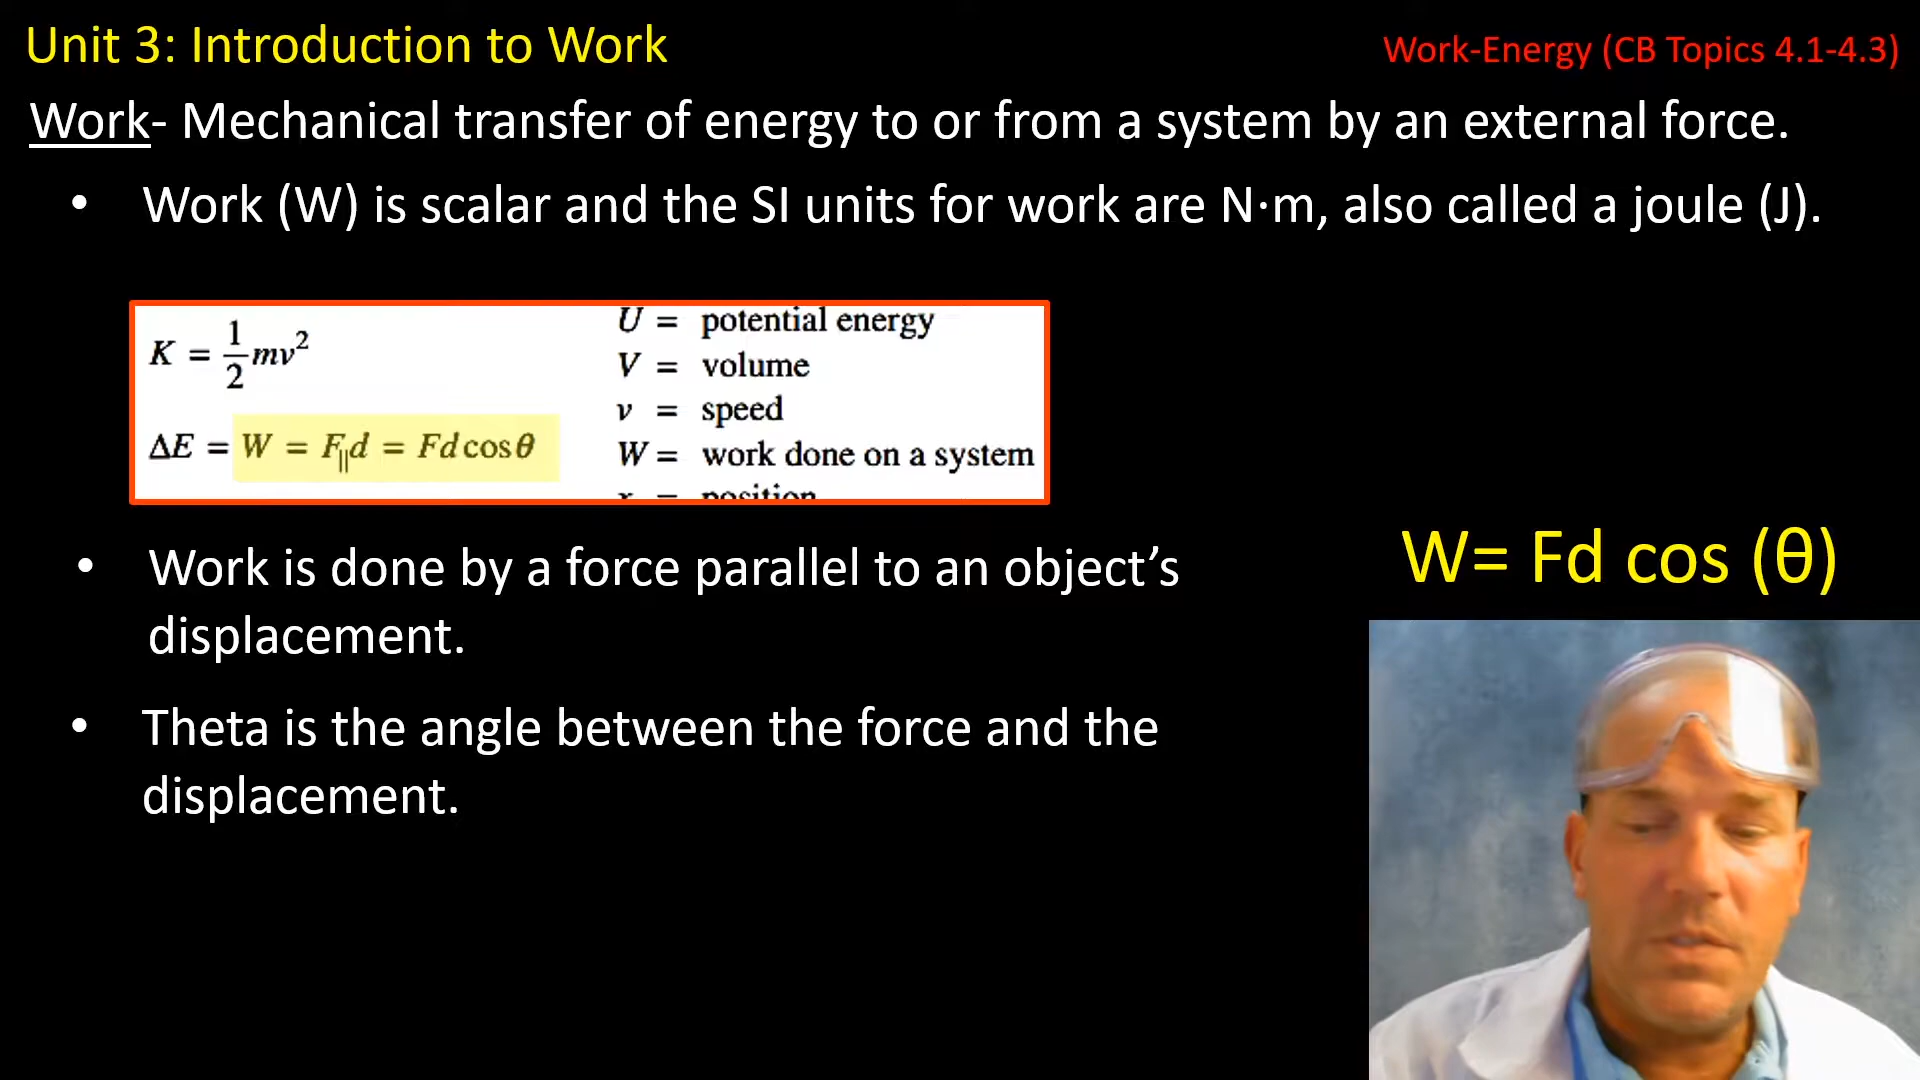 Unit 3: Introduction to Work
Work-Energy (CB Topics 4.1-4.3)
Work- Mechanical transfer of energy to or from a system by an external force.
• Work (W) is scalar and the SI units for work are N·m, also called a joule (J).
K = 1/2 mv²
ΔE = W = F∥d = Fd cosθ
U = potential energy
V = volume
v = speed
W = work done on a system
r = position
• Work is done by a force parallel to an object’s
displacement.
W= Fd cos (θ)
• Theta is the angle between the force and the
displacement.